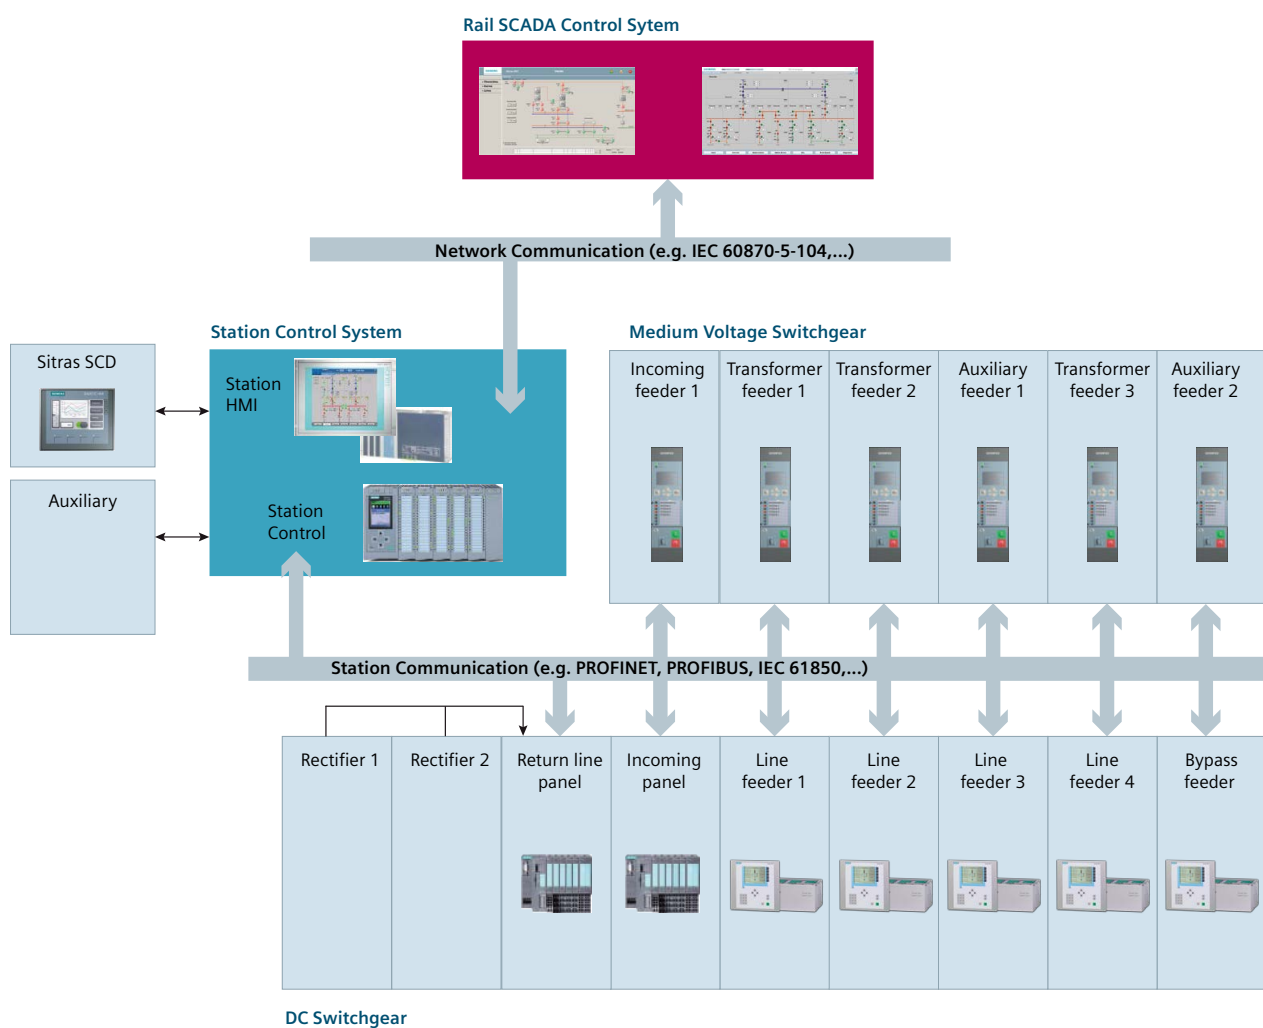 Rail SCADA Control Sytem
Network Communication (e.g. IEC 60870-5-104,...)
Station Control System
Sitras SCD
Station
HMI
Auxiliary
Station
Control
Medium Voltage Switchgear
Incoming
feeder 1
Transformer
feeder 1
Transformer
feeder 2
Auxiliary
feeder 1
Transformer
feeder 3
Auxiliary
feeder 2
Station Communication (e.g. PROFINET, PROFIBUS, IEC 61850,...)
Rectifier 1
Rectifier 2
Return line
panel
Incoming
panel
Line
feeder 1
Line
feeder 2
Line
feeder 3
Line
feeder 4
Bypass
feeder
DC Switchgear